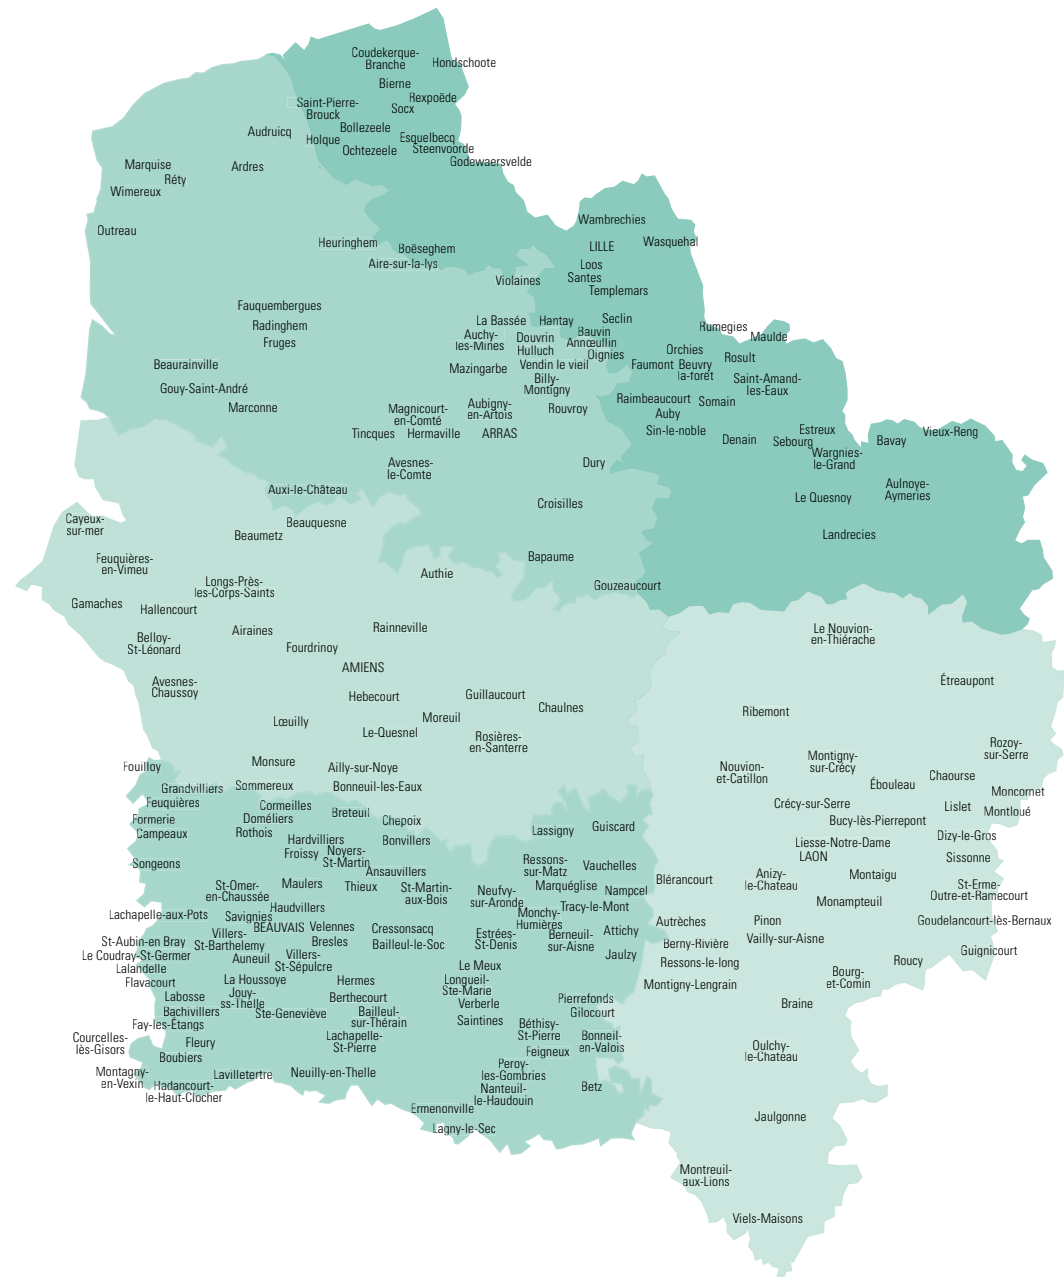 Coudekerque-
Branche
Hondschoote
Bierne
Rexpoëde
Saint-Pierre-
Brouck
Socx
Audruicq
Bollezeele
Holque
Esquelbecq
Ochtezeele
Steenvoorde
Godewaersvelde
Marquise
Ardres
Réty
Wimereux
Wambrechies
Outreau
Heuringhem
Boëseghem
LILLE
Wasquehal
Aire-sur-la-lys
Loos
Santes
Violaines
Templemars
Fauquembergues
Radinghem
La Bassée
Hantay
Seclin
Rumegies
Fruges
Auchy-
les-Mines
Douvrin
Bauvin
Maulde
Hulluch
Annœullin
Oignies
Orchies
Rosult
Beaurainville
Mazingarbe
Vendin le vieil
Faumont
Beuvry
la-forêt
Billy-
Montigny
Saint-Amand-
les-Eaux
Gouy-Saint-André
Marconne
Magnicourt-
en-Comté
Aubigny-
en-Artois
Rouvroy
Raimbeaucourt
Somain
Auby
Tincques
Hermaville
ARRAS
Sin-le-noble
Denain
Estreux
Sebourg
Bavay
Vieux-Reng
Wargnies-
le-Grand
Avesnes-
le-Comte
Dury
Auxi-le-Château
Croisilles
Le Quesnoy
Aulnoye-
Aymeries
Cayeux-
sur-mer
Beauquesne
Beaumetz
Landrecies
Feuquières-
en-Vimeu
Bapaume
Authie
Longs-Près-
les-Corps-Saints
Gouzeaucourt
Gamaches
Hallencourt
Airaines
Rainneville
Le Nouvion-
en-Thiérache
Belloy-
St-Léonard
Fourdrinoy
AMIENS
Avesnes-
Chaussoy
Hebecourt
Guillaucourt
Chaulnes
Étreaupont
Lœuilly
Moreuil
Ribemont
Le-Quesnel
Rosières-
en-Santerre
Rozoy-
sur-Serre
Fouilloy
Monsure
Ailly-sur-Noye
Montigny-
sur-Crécy
Nouvion-
et-Catillon
Chaourse
Grandvilliers
Sommereux
Bonneuil-les-Eaux
Ébouleau
Moncornet
Feuquières
Cormeilles
Crécy-sur-Serre
Lislet
Montloué
Formerie
Doméliers
Breteuil
Chepoix
Bucy-lès-Pierrepont
Campeaux
Rothois
Lassigny
Guiscard
Dizy-le-Gros
Hardvilliers
Bonvillers
Liesse-Notre-Dame
Froissy
Noyers-
St-Martin
LAON
Sissonne
Songeons
Ansauvillers
Ressons-
sur-Matz
Vauchelles
Blérancourt
Anizy-
le-Chateau
Montaigu
St-Omer-
en-Chaussée
Maulers
Thieux
St-Martin-
aux-Bois
Neufvy-
sur-Aronde
Marquéglise
Nampcel
St-Erme-
Outre-et-Ramecourt
Monampteuil
Haudvillers
Tracy-le-Mont
Lachapelle-aux-Pots
Savignies
Monchy-
Humières
Autrêches
Pinon
Goudelancourt-lès-Bernaux
BEAUVAIS
Velennes
Cressonsacq
Villers-
St-Barthelemy
Estrées-
St-Denis
Berneuil-
sur-Aisne
Attichy
St-Aubin-en Bray
Bresles
Bailleul-le-Soc
Berny-Rivière
Vailly-sur-Aisne
Guignicourt
Le Coudray-St-Germer
Auneuil
Villers-
St-Sépulcre
Jaulzy
Ressons-le-long
Roucy
Lalandelle
Le Meux
Flavacourt
La Houssoye
Hermes
Longueil-
Ste-Marie
Montigny-Lengrain
Bourg-
et-Comin
Labosse
Jouy-
ss-Thelle
Berthecourt
Verberle
Pierrefonds
Braine
Bachivillers
Ste-Geneviève
Bailleul-
sur-Thérain
Gilocourt
Fay-les-Étangs
Saintines
Béthisy-
St-Pierre
Courcelles-
lès-Gisors
Fleury
Lachapelle-
St-Pierre
Bonneil-
en-Valois
Oulchy-
le-Chateau
Boubiers
Feigneux
Montagny-
en-Vexin
Lavilletertre
Neuilly-en-Thelle
Peroy-
les-Gombries
Hadancourt-
le-Haut-Clocher
Nanteuil-
le-Haudouin
Betz
Ermenonville
Jaulgonne
Lagny-le-Sec
Montreuil-
aux-Lions
Viels-Maisons